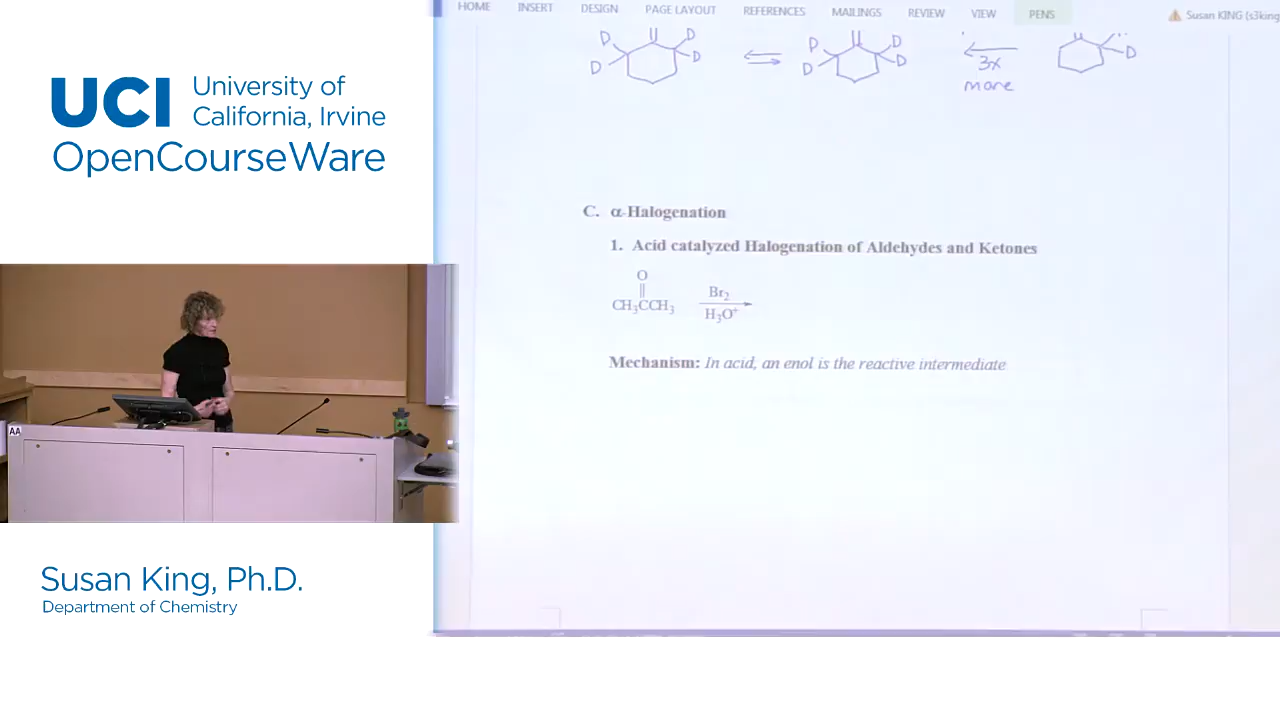 HOME INSERT DESIGN PAGE LAYOUT REFERENCES MAILINGS REVIEW VIEW PENS Susan KING (s3king
D D D D D D D D D
3x
more
UCI University of California, Irvine
OpenCourseWare
C. α-Halogenation
1. Acid catalyzed Halogenation of Aldehydes and Ketones
O
CH₃CCH₃ Br₂
H₃O⁺
Mechanism: In acid, an enol is the reactive intermediate
AA
Susan King, Ph.D.
Department of Chemistry